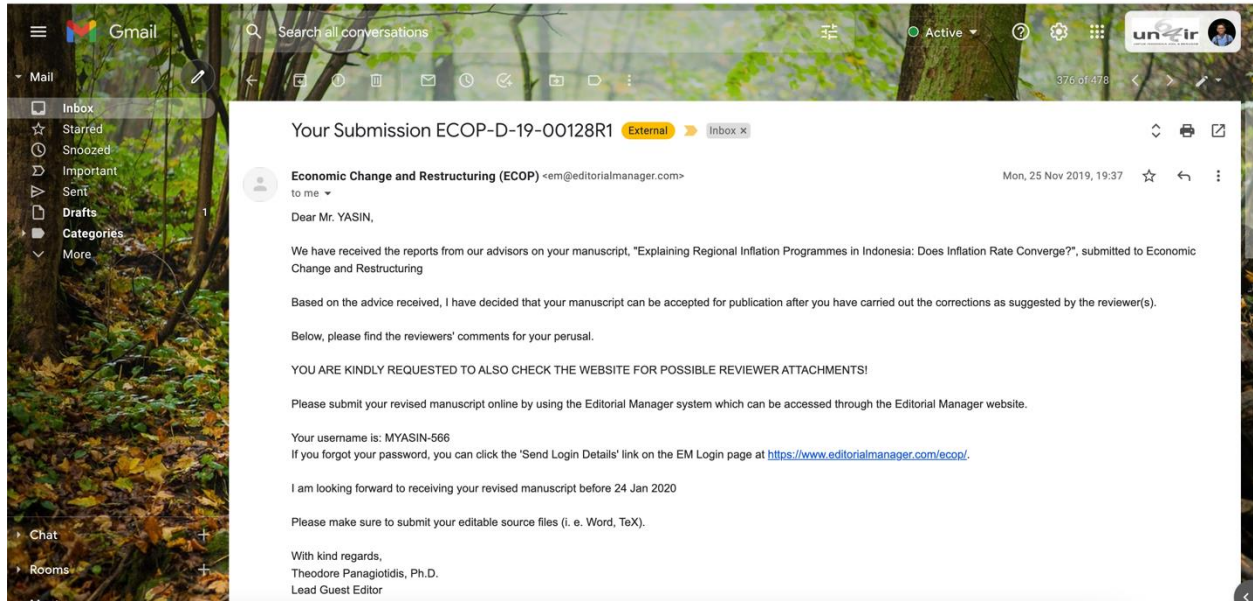 Gmail
Search all conversations
Active
un ir
Mail
376 of 478
Inbox
Starred
Snoozed
Important
Sent
Drafts 1
Categories
More
Chat
Rooms
Your Submission ECOP-D-19-00128R1 External Inbox ×
Economic Change and Restructuring (ECOP) <em@editorialmanager.com> Mon, 25 Nov 2019, 19:37
to me
Dear Mr. YASIN,
We have received the reports from our advisors on your manuscript, "Explaining Regional Inflation Programmes in Indonesia: Does Inflation Rate Converge?", submitted to Economic
Change and Restructuring
Based on the advice received, I have decided that your manuscript can be accepted for publication after you have carried out the corrections as suggested by the reviewer(s).
Below, please find the reviewers' comments for your perusal.
YOU ARE KINDLY REQUESTED TO ALSO CHECK THE WEBSITE FOR POSSIBLE REVIEWER ATTACHMENTS!
Please submit your revised manuscript online by using the Editorial Manager system which can be accessed through the Editorial Manager website.
Your username is: MYASIN-566
If you forgot your password, you can click the 'Send Login Details' link on the EM Login page at https://www.editorialmanager.com/ecop/.
I am looking forward to receiving your revised manuscript before 24 Jan 2020
Please make sure to submit your editable source files (i. e. Word, TeX).
With kind regards,
Theodore Panagiotidis, Ph.D.
Lead Guest Editor